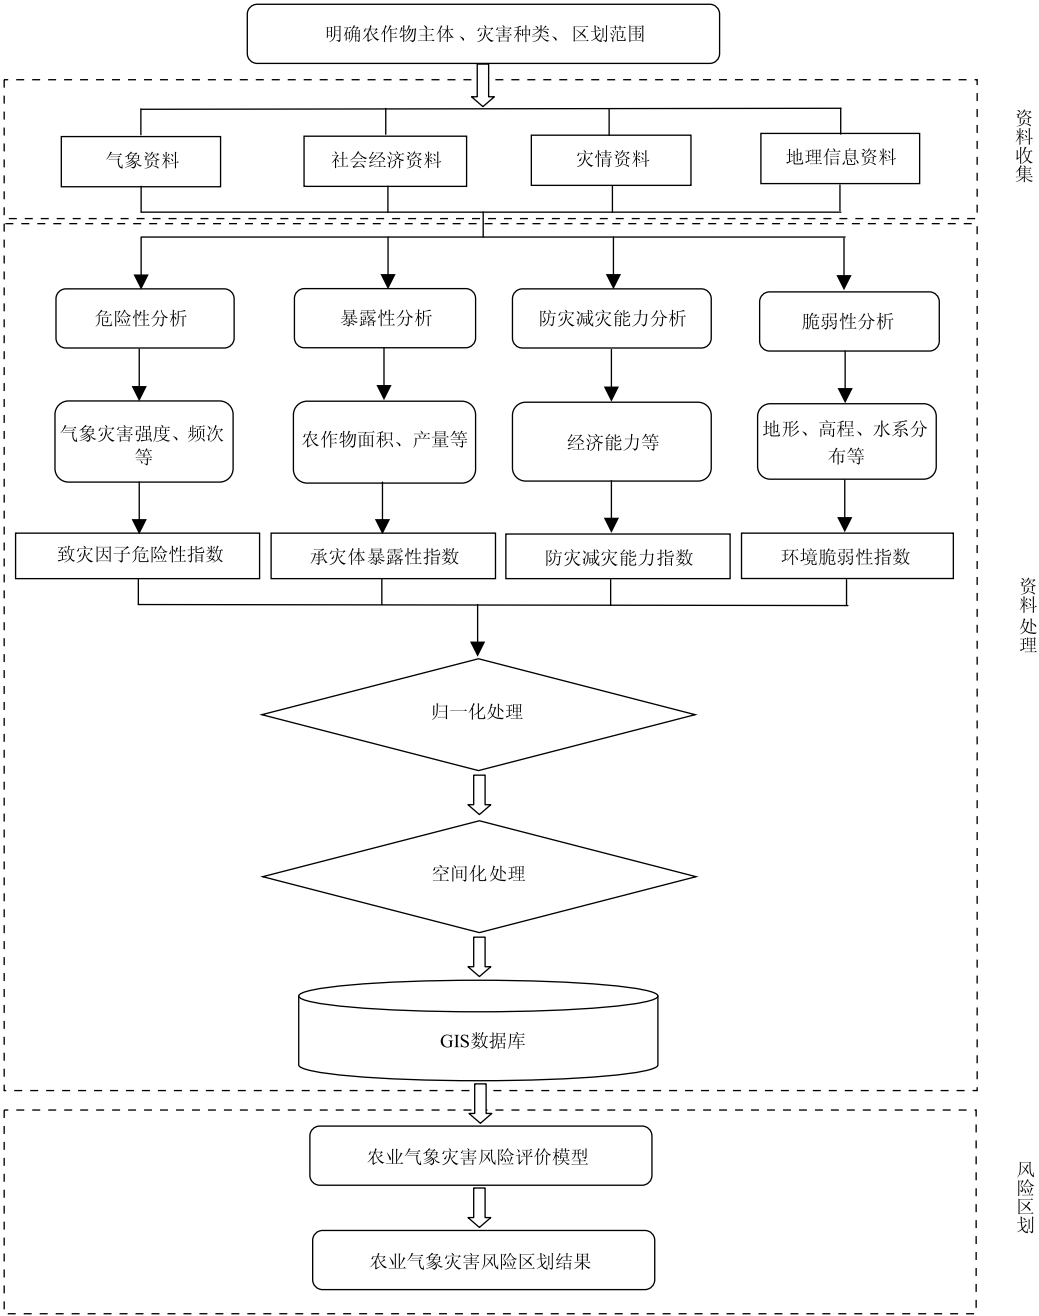 明确农作物主体、灾害种类、区划范围
资料收集
气象资料
社会经济资料
灾情资料
地理信息资料
危险性分析
暴露性分析
防灾减灾能力分析
脆弱性分析
气象灾害强度、频次
等
农作物面积、产量等
经济能力等
地形、高程、水系分
布等
致灾因子危险性指数
承灾体暴露性指数
防灾减灾能力指数
环境脆弱性指数
资料处理
归一化处理
空间化处理
GIS数据库
农业气象灾害风险评价模型
风险区划
农业气象灾害风险区划结果